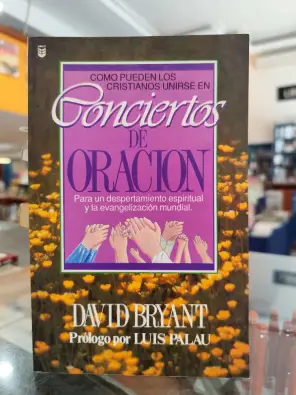 COMO PUEDEN LOS
CRISTIANOS UNIRSE EN
Conciertos
DE
ORACION
Para un despertamiento espiritual
y la evangelización mundial.
DAVID BRYANT
Prólogo por LUIS PALAU